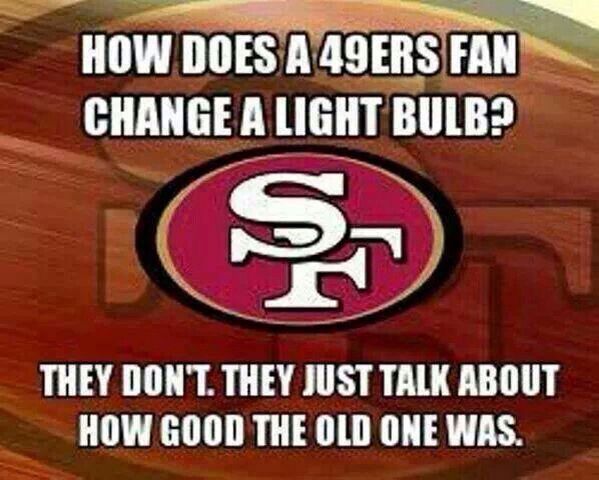 HOW DOES A 49ERS FAN
CHANGE A LIGHT BULB?
SF
THEY DON'T. THEY JUST TALK ABOUT
HOW GOOD THE OLD ONE WAS.